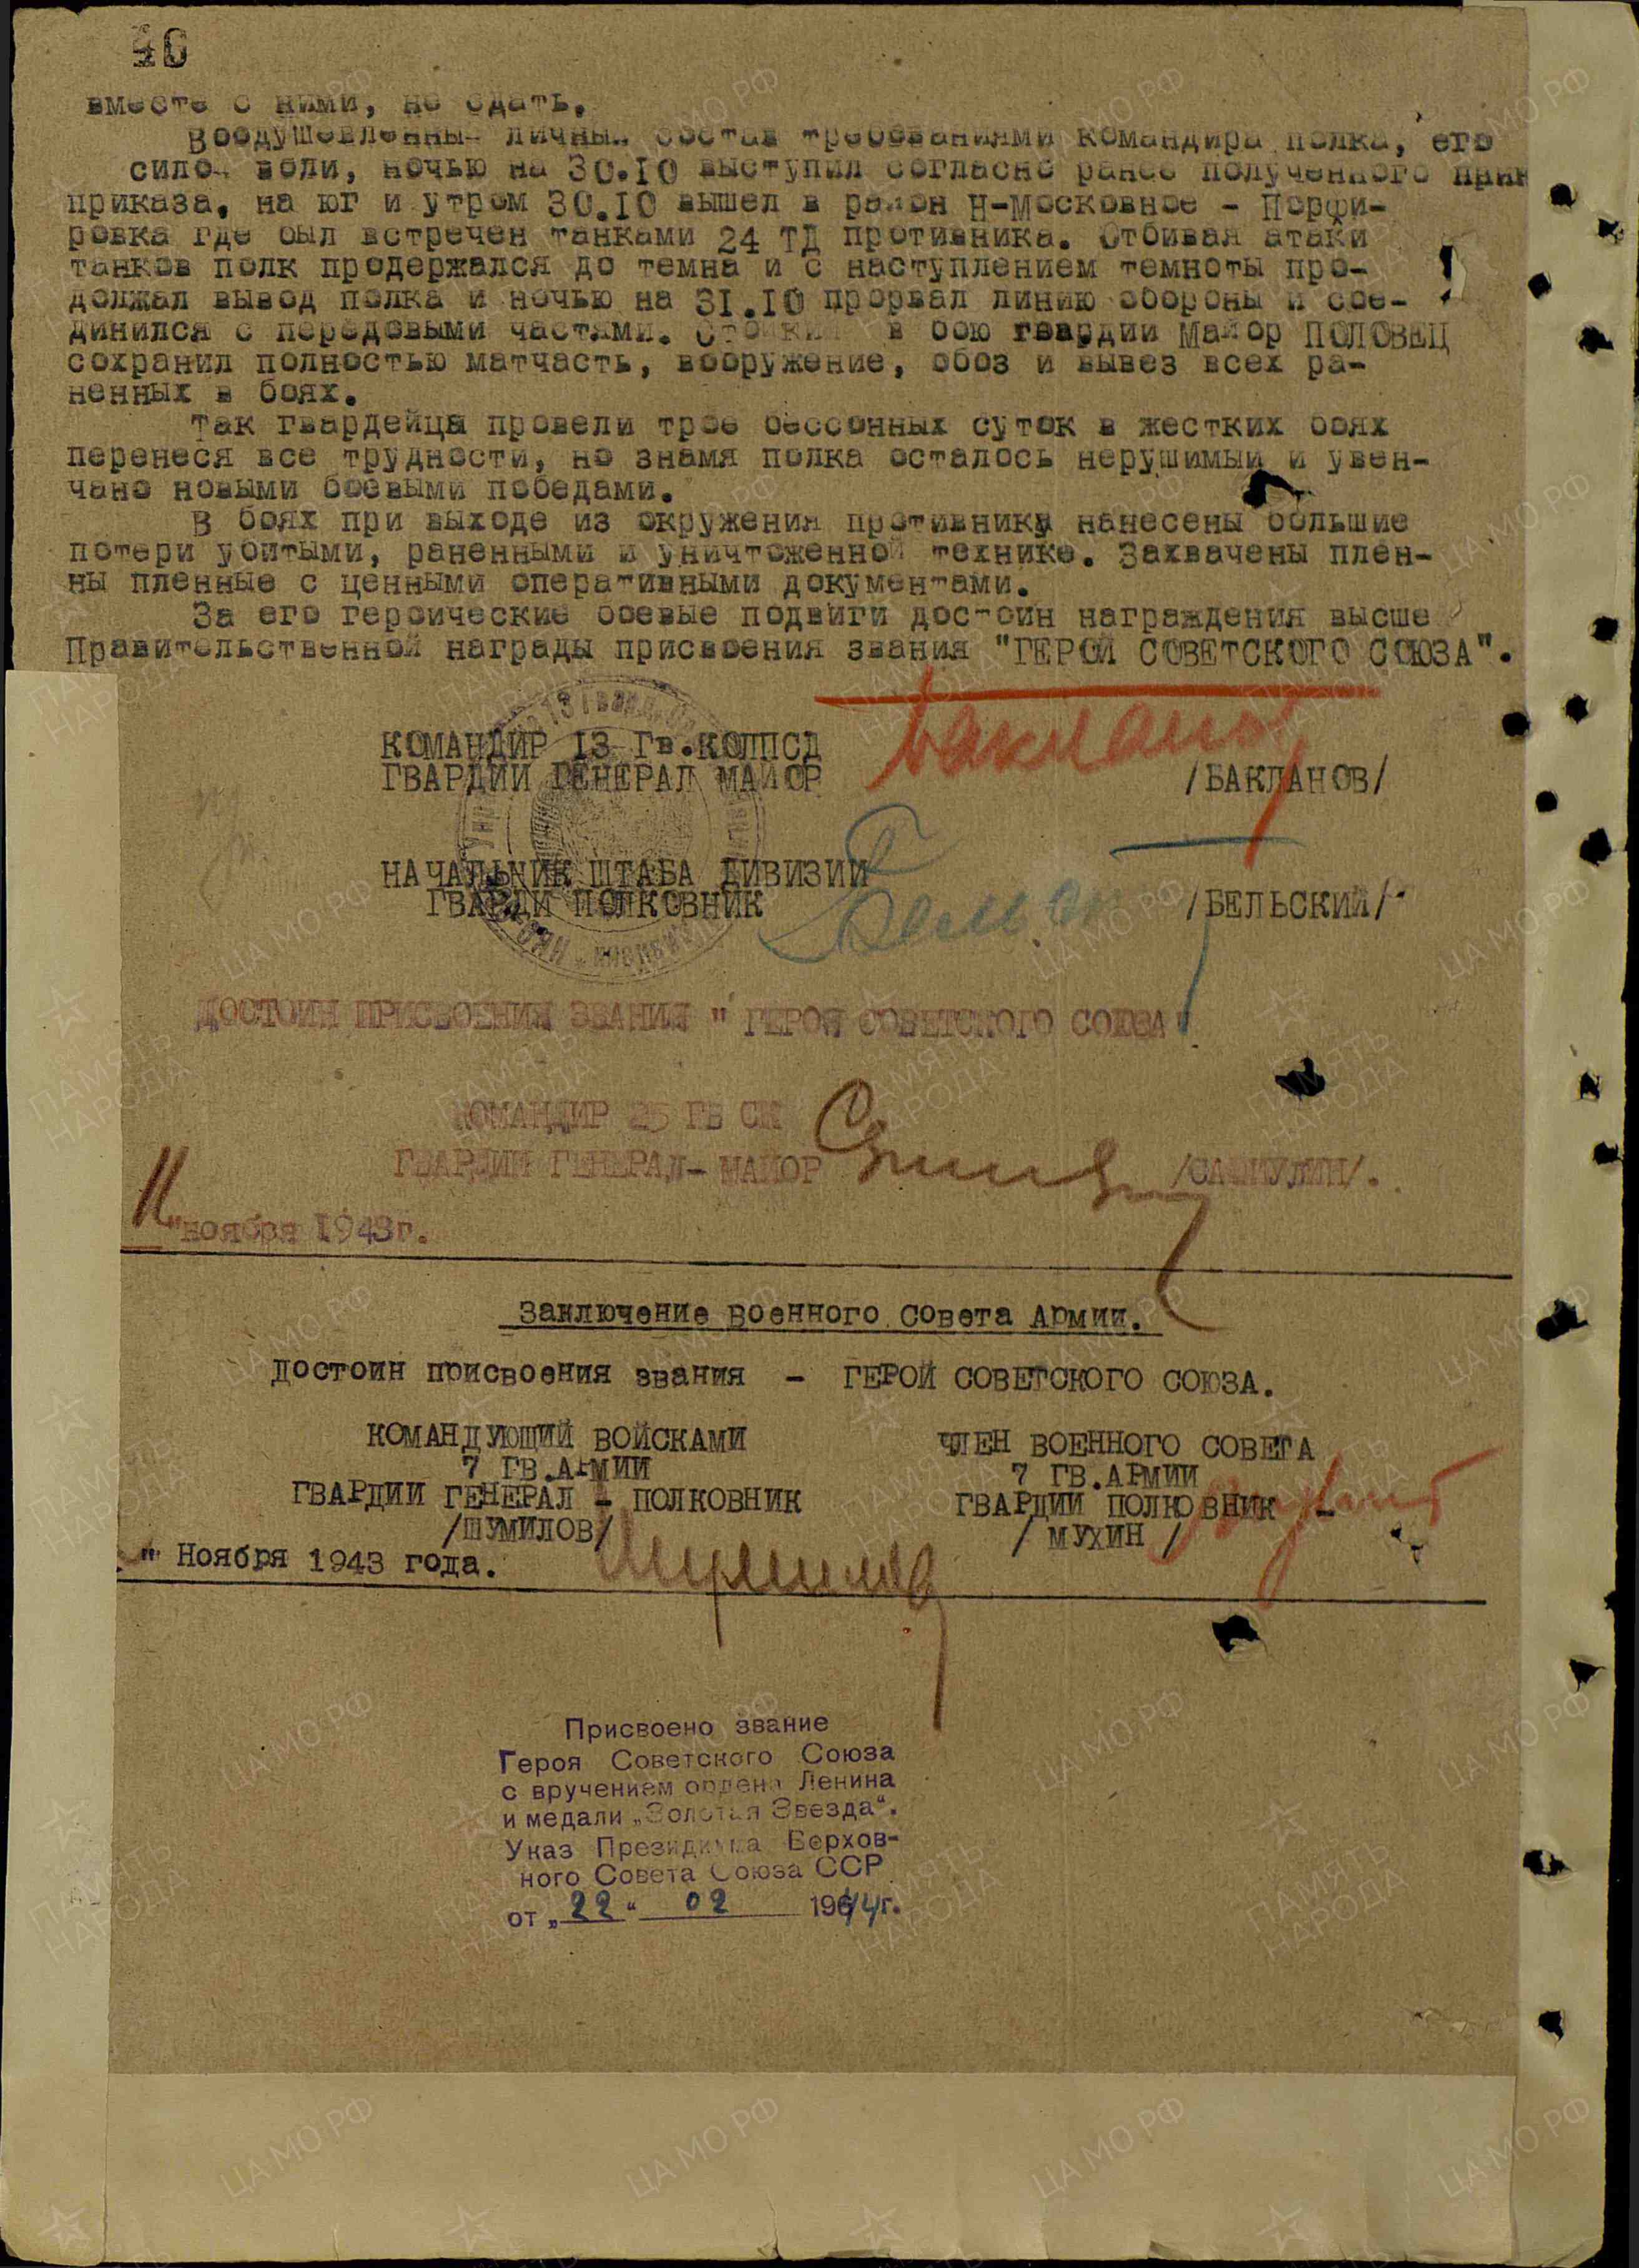 46
вместе с ними, не сдать.
личный состав требованиями командира полка, его
воли, ночью на 30.10 выступил согласно ранее полученного
приказа, на юг и утром 30.10 вышел в район Н-Московное - Порфи-
ровка где был встречен танками 24 ТД противника. Отбивая атаки
танков полк продержался до темна и с наступлением темноты про-
должал вывод полка и ночью на 31.10 прорвал линию обороны и сое-
динился с передовыми частями. в бою гвардии Майор ПОЛОВЕЦ
сохранил полностью матчасть, вооружение, обоз и вывез всех ра-
ненных в боях.
Так гвардейцы провели трое бессонных суток в жестких боях
перенеся все трудности, но знамя полка осталось нерушимый и увен-
чано новыми боевыми победами.
В боях при выходе из окружения противнику нанесены большие
потери убитыми, раненными и уничтоженной технике. Захвачены плен-
ны пленные с ценными оперативными документами.
За его героические боевые подвиги достоин награждения высше
Правительственной награды присвоения звания "ГЕРОЙ СОВЕТСКОГО СОЮЗА".
КОМАНДИР 13 Гв.КОЛПСД
ГВАРДИИ ГЕНЕРАЛ МАЙОР
/БАКЛАНОВ/
НАЧАЛЬНИК ШТАБА ДИВИЗИИ
ГВАРДИ ПОЛКОВНИК
/БЕЛЬСКИЙ/
ДОСТОИН ПРИСВОЕНИЯ ЗВАНИЯ " ГЕРОЯ СОВЕТСКОГО СОЮЗА"
КОМАНДИР 25 ГВ СК
ГВАРДИИ ГЕНЕРАЛ-МАЙОР
/САФИУЛИН/.
11 "ноября 1943г.
Заключение Военного Совета Армии.
Достоин присвоения звания - ГЕРОЙ СОВЕТСКОГО СОЮЗА.
КОМАНДУЮЩИЙ ВОЙСКАМИ
7 ГВ.АРМИИ
ГВАРДИИ ГЕНЕРАЛ - ПОЛКОВНИК
/ШУМИЛОВ/
ЧЛЕН ВОЕННОГО СОВЕТА
7 ГВ.АРМИИ
ГВАРДИИ ПОЛКОВНИК -
/ МУХИН /
" Ноября 1943 года.
Присвоено звание
Героя Советского Союза
с вручением ордена Ленина
и медали „Золотая Звезда“.
Указ Президиума Верхов-
ного Совета Союза ССР
от „22“ 02 1944г.